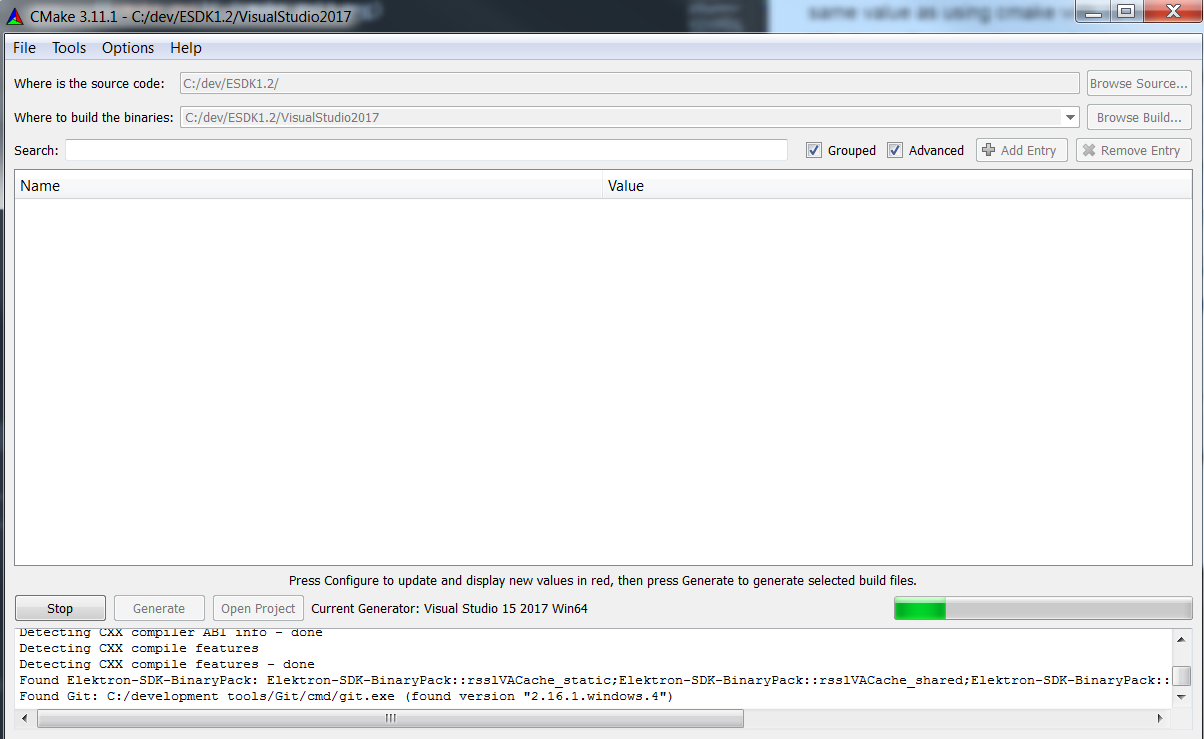 CMake 3.11.1 - C:/dev/ESDK1.2/VisualStudio2017
same value as using cmake
File Tools Options Help
Where is the source code: C:/dev/ESDK1.2/ Browse Source...
Where to build the binaries: C:/dev/ESDK1.2/VisualStudio2017 Browse Build...
Search: Grouped Advanced Add Entry Remove Entry
Name Value
Press Configure to update and display new values in red, then press Generate to generate selected build files.
Stop Generate Open Project Current Generator: Visual Studio 15 2017 Win64
Detecting CXX compiler ABI info - done
Detecting CXX compile features
Detecting CXX compile features - done
Found Elektron-SDK-BinaryPack: Elektron-SDK-BinaryPack::rsslVACache_static;Elektron-SDK-BinaryPack::rsslVACache_shared;Elektron-SDK-BinaryPack::
Found Git: C:/development tools/Git/cmd/git.exe (found version "2.16.1.windows.4")